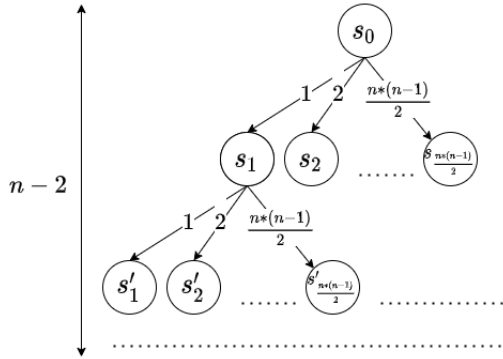 s₀
1 2 n∗(n−1)/2
n − 2
s₁ s₂ ....... s n∗(n−1)/2
1 2 n∗(n−1)/2
s′₁ s′₂ ....... s′ n∗(n−1)/2 ................
..................................................